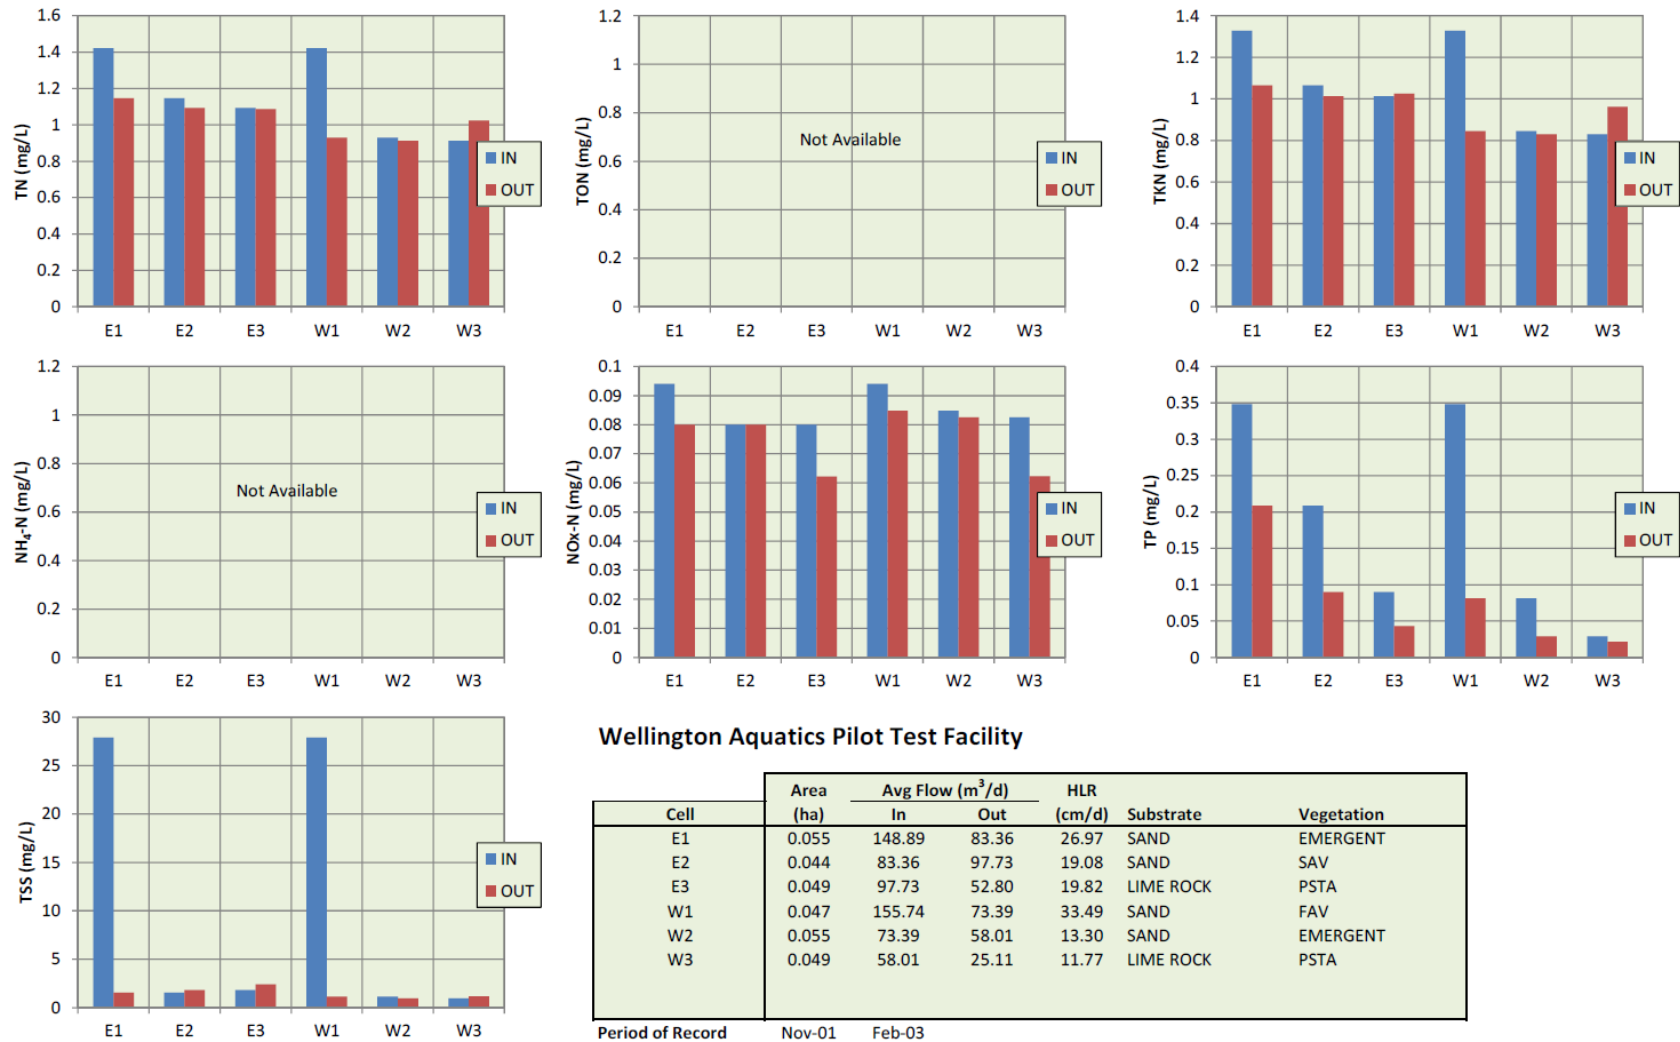 1.6
1.4
1.2
1
0.8
0.6
0.4
0.2
0
TN (mg/L)
E1 E2 E3 W1 W2 W3
IN
OUT
1.2
1
0.8
0.6
0.4
0.2
0
TON (mg/L)
Not Available
E1 E2 E3 W1 W2 W3
IN
OUT
1.4
1.2
1
0.8
0.6
0.4
0.2
0
TKN (mg/L)
E1 E2 E3 W1 W2 W3
IN
OUT
1.2
1
0.8
0.6
0.4
0.2
0
NH₄-N (mg/L)
Not Available
E1 E2 E3 W1 W2 W3
IN
OUT
0.1
0.09
0.08
0.07
0.06
0.05
0.04
0.03
0.02
0.01
0
NOx-N (mg/L)
E1 E2 E3 W1 W2 W3
IN
OUT
0.4
0.35
0.3
0.25
0.2
0.15
0.1
0.05
0
TP (mg/L)
E1 E2 E3 W1 W2 W3
IN
OUT
30
25
20
15
10
5
0
TSS (mg/L)
E1 E2 E3 W1 W2 W3
IN
OUT
Wellington Aquatics Pilot Test Facility
Area Avg Flow (m³/d) HLR
Cell (ha) In Out (cm/d) Substrate Vegetation
E1 0.055 148.89 83.36 26.97 SAND EMERGENT
E2 0.044 83.36 97.73 19.08 SAND SAV
E3 0.049 97.73 52.80 19.82 LIME ROCK PSTA
W1 0.047 155.74 73.39 33.49 SAND FAV
W2 0.055 73.39 58.01 13.30 SAND EMERGENT
W3 0.049 58.01 25.11 11.77 LIME ROCK PSTA
Period of Record Nov-01 Feb-03